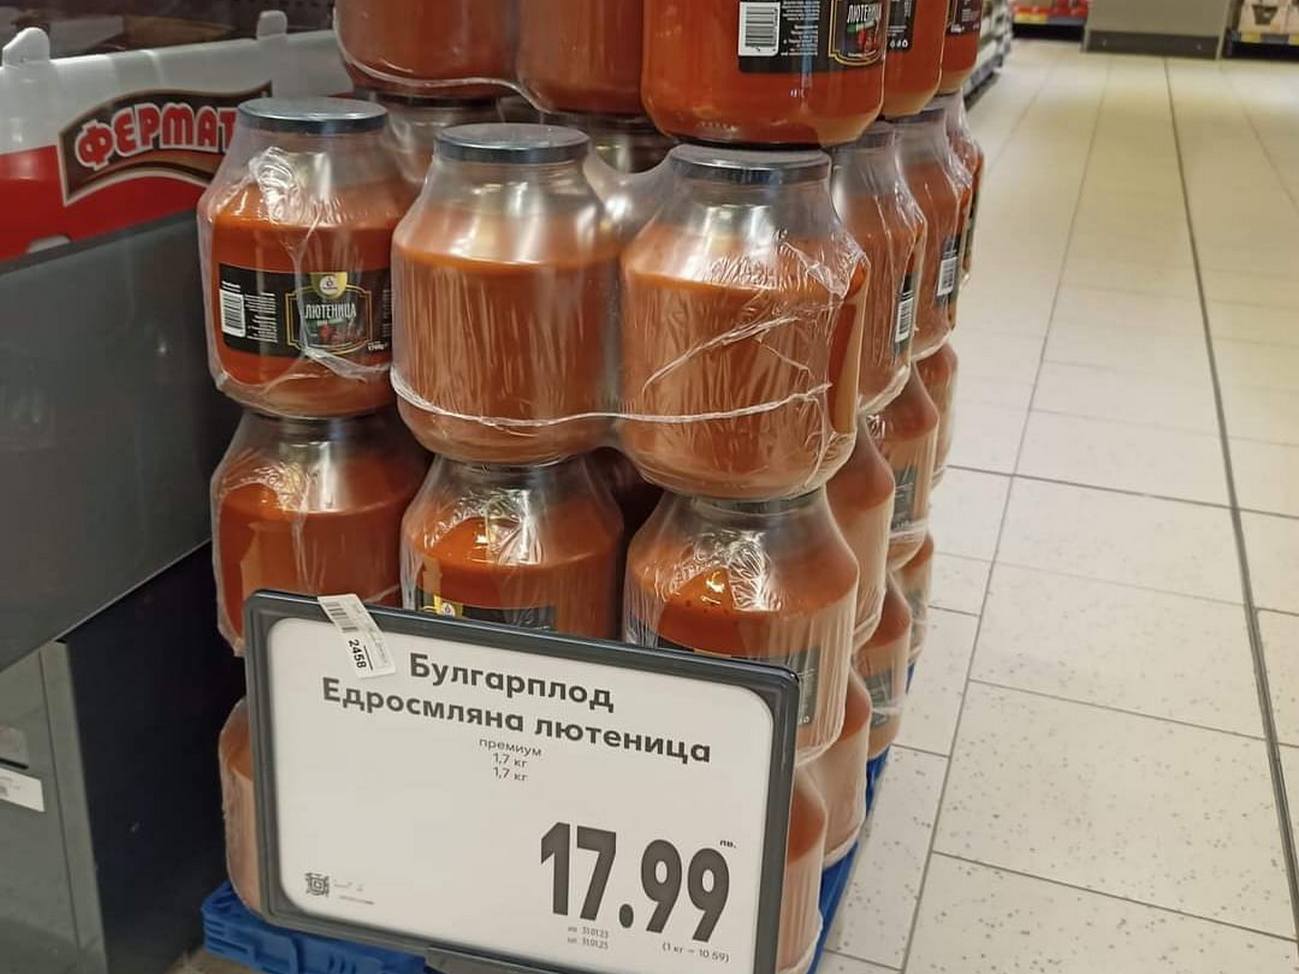 ЛЮТЕНИЦА
ФЕРМАТ
ЛЮТЕНИЦА
2458
Булгарплод
Едросмляна лютеница
премиум
1,7 кг
1,7 кг
лв.
17.99
(1 кг = 10.59)